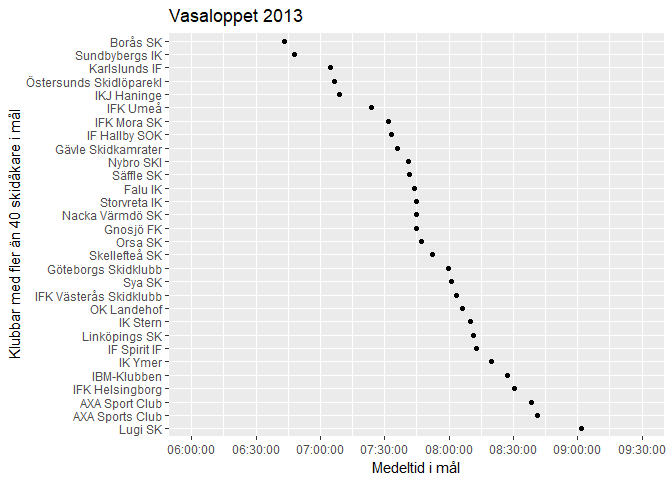 Vasaloppet 2013
Klubbar med fler än 40 skidåkare i mål
Borås SK
Sundbybergs IK
Karlslunds IF
Östersunds Skidlöparekl
IKJ Haninge
IFK Umeå
IFK Mora SK
IF Hallby SOK
Gävle Skidkamrater
Nybro SKI
Säffle SK
Falu IK
Storvreta IK
Nacka Värmdö SK
Gnosjö FK
Orsa SK
Skellefteå SK
Göteborgs Skidklubb
Sya SK
IFK Västerås Skidklubb
OK Landehof
IK Stern
Linköpings SK
IF Spirit IF
IK Ymer
IBM-Klubben
IFK Helsingborg
AXA Sport Club
AXA Sports Club
Lugi SK
06:00:00 06:30:00 07:00:00 07:30:00 08:00:00 08:30:00 09:00:00 09:30:00
Medeltid i mål